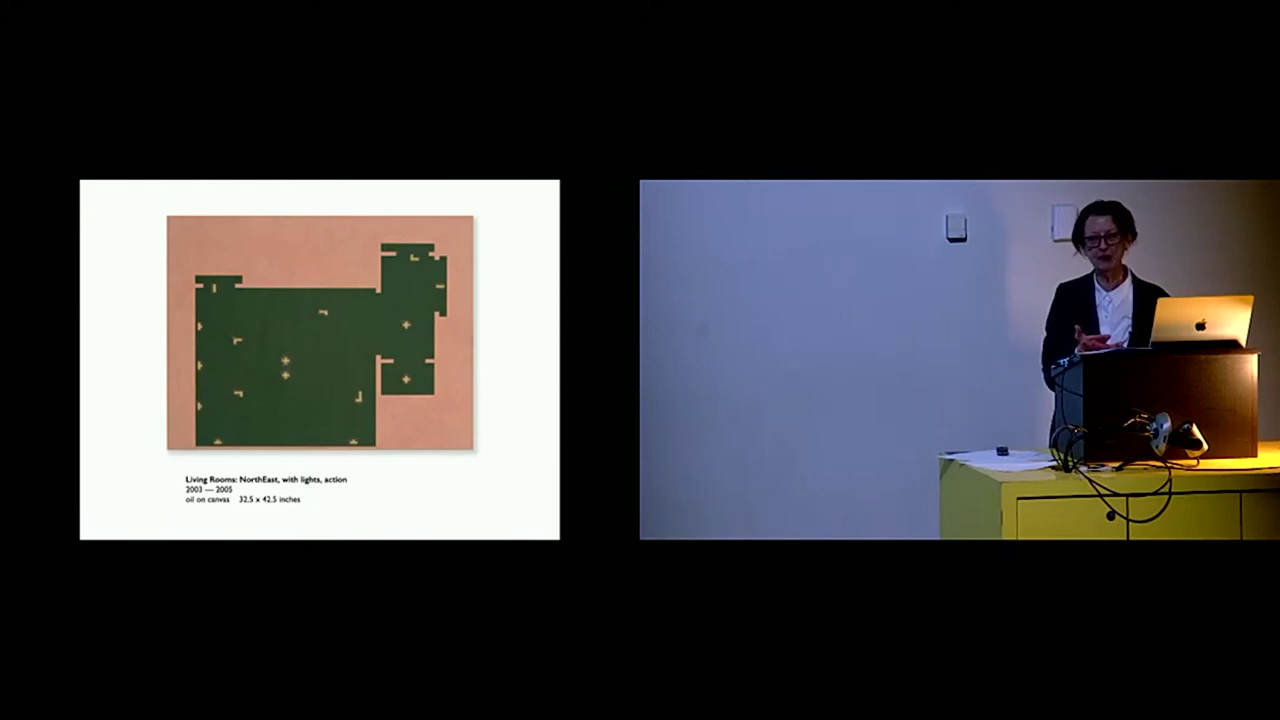 Living Rooms: NorthEast, with lights, action
2003 — 2005
oil on canvas 32.5 x 42.5 inches